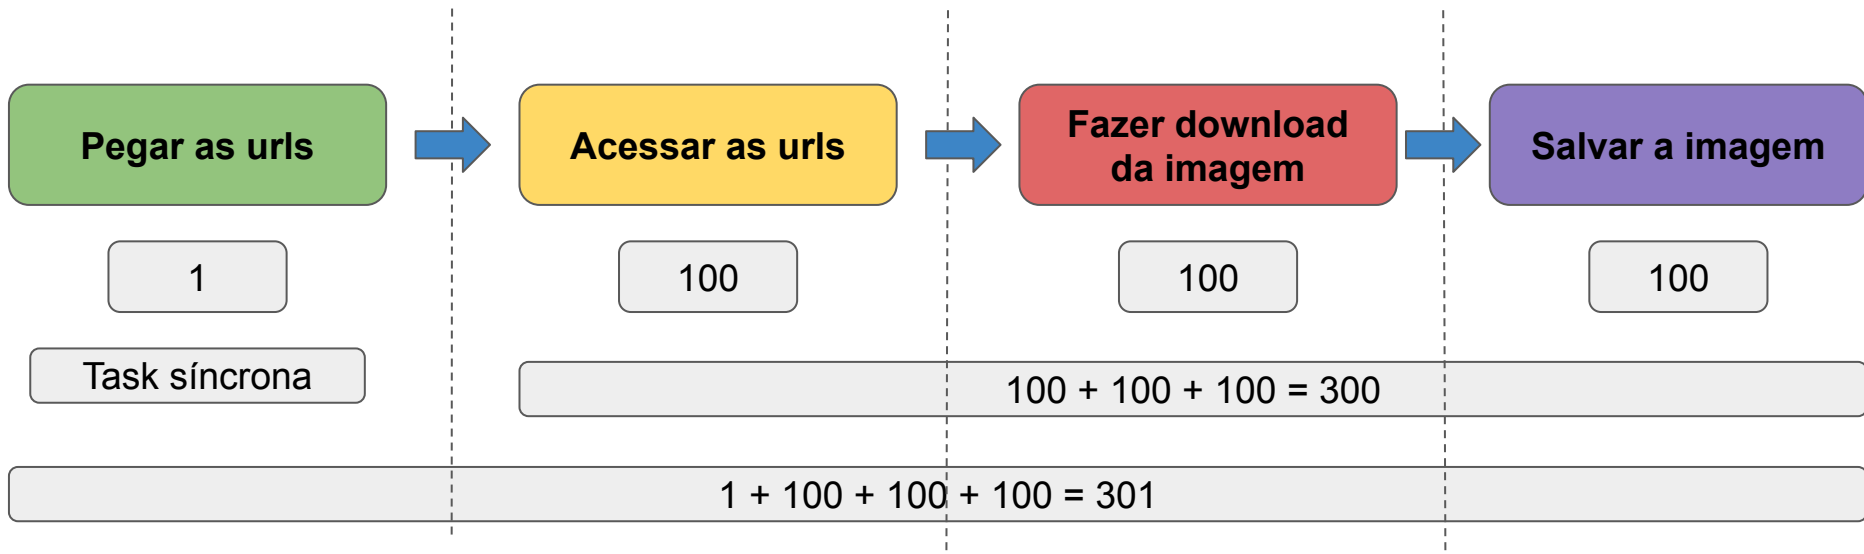 Pegar as urls
Acessar as urls
Fazer download
da imagem
Salvar a imagem
1
100
100
100
Task síncrona
100 + 100 + 100 = 300
1 + 100 + 100 + 100 = 301